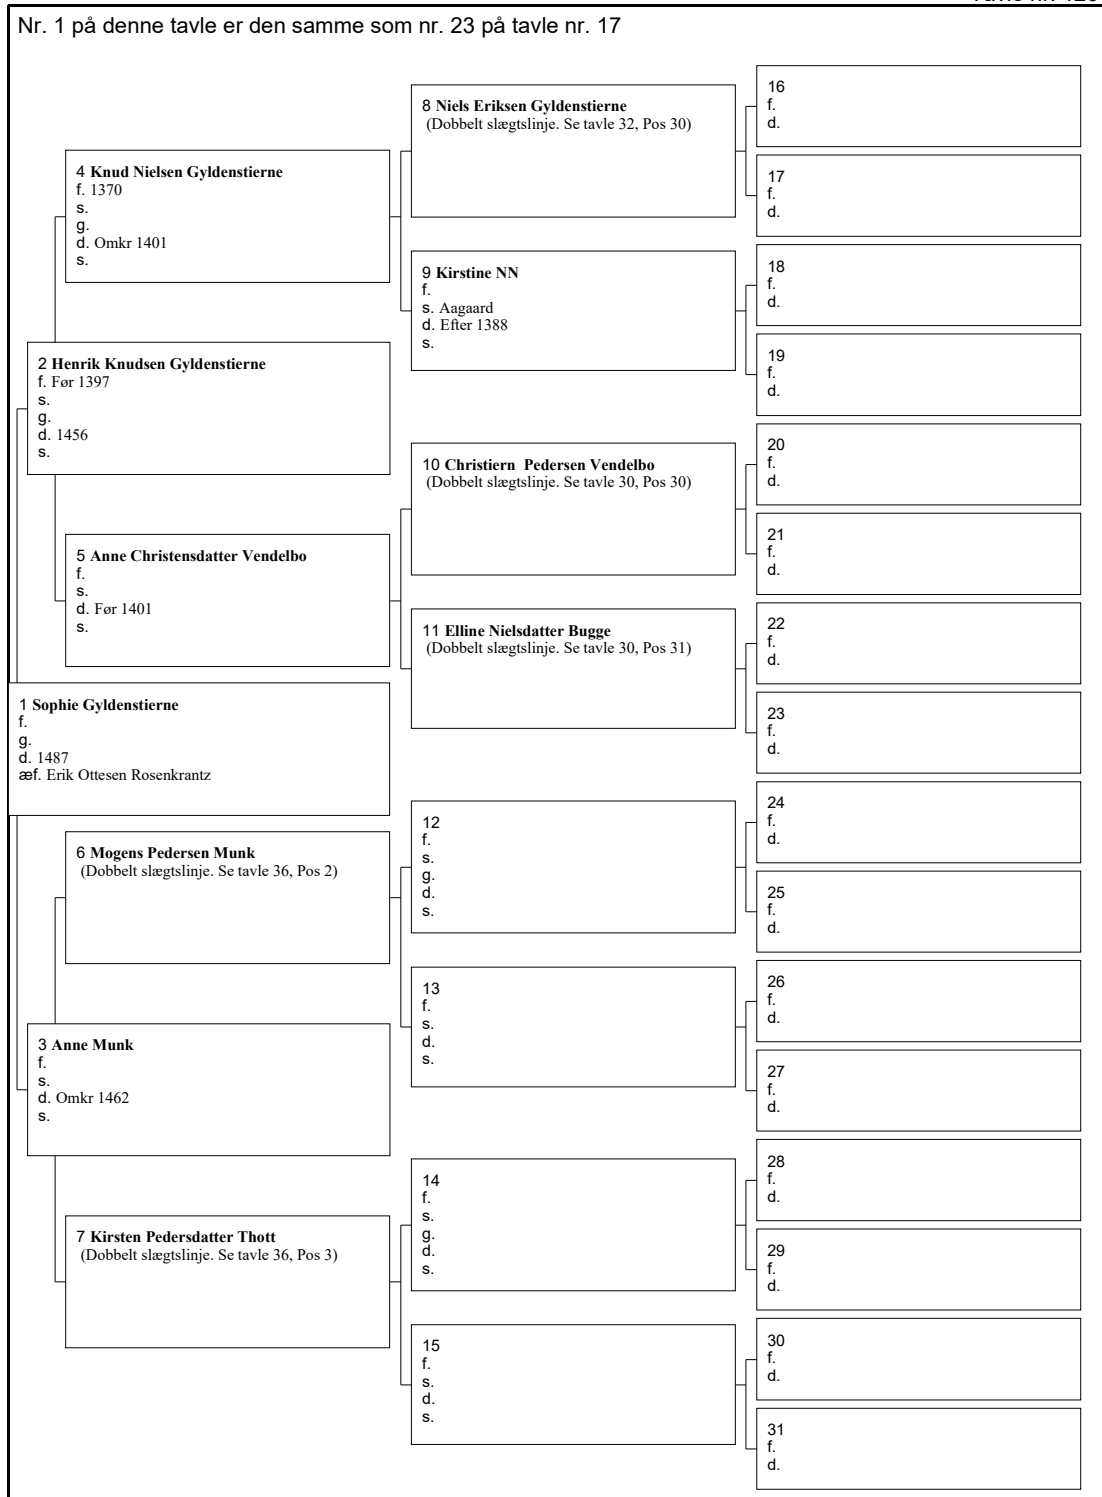 Nr. 1 på denne tavle er den samme som nr. 23 på tavle nr. 17
1 Sophie Gyldenstierne
f.
g.
d. 1487
æf. Erik Ottesen Rosenkrantz
2 Henrik Knudsen Gyldenstierne
f. Før 1397
s.
g.
d. 1456
s.
3 Anne Munk
f.
s.
d. Omkr 1462
s.
4 Knud Nielsen Gyldenstierne
f. 1370
s.
g.
d. Omkr 1401
s.
5 Anne Christensdatter Vendelbo
f.
s.
d. Før 1401
s.
6 Mogens Pedersen Munk
(Dobbelt slægtslinje. Se tavle 36, Pos 2)
7 Kirsten Pedersdatter Thott
(Dobbelt slægtslinje. Se tavle 36, Pos 3)
8 Niels Eriksen Gyldenstierne
(Dobbelt slægtslinje. Se tavle 32, Pos 30)
9 Kirstine NN
f.
s. Aagaard
d. Efter 1388
s.
10 Christiern  Pedersen Vendelbo
(Dobbelt slægtslinje. Se tavle 30, Pos 30)
11 Elline Nielsdatter Bugge
(Dobbelt slægtslinje. Se tavle 30, Pos 31)
12
f.
s.
g.
d.
s.
13
f.
s.
d.
s.
14
f.
s.
g.
d.
s.
15
f.
s.
d.
s.
16
f.
d.
17
f.
d.
18
f.
d.
19
f.
d.
20
f.
d.
21
f.
d.
22
f.
d.
23
f.
d.
24
f.
d.
25
f.
d.
26
f.
d.
27
f.
d.
28
f.
d.
29
f.
d.
30
f.
d.
31
f.
d.